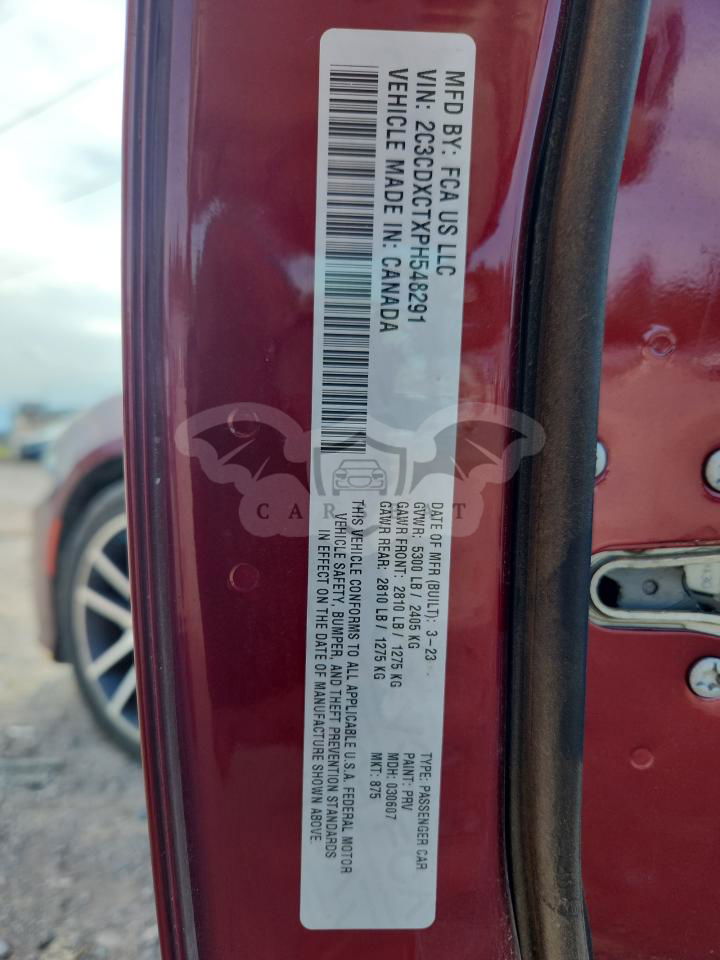 MFD BY: FCA US LLC
VIN: 2C3CDXCTXPH548291
VEHICLE MADE IN: CANADA
DATE OF MFR (BUILT): 3-23
GVWR: 5300 LB / 2405 KG
GAWR FRONT: 2810 LB / 1275 KG
GAWR REAR: 2810 LB / 1275 KG
TYPE: PASSENGER CAR
PAINT: PRV
MDH: 030607
MKT: 875
THIS VEHICLE CONFORMS TO ALL APPLICABLE U.S.A. FEDERAL MOTOR
VEHICLE SAFETY, BUMPER, AND THEFT PREVENTION STANDARDS
IN EFFECT ON THE DATE OF MANUFACTURE SHOWN ABOVE.